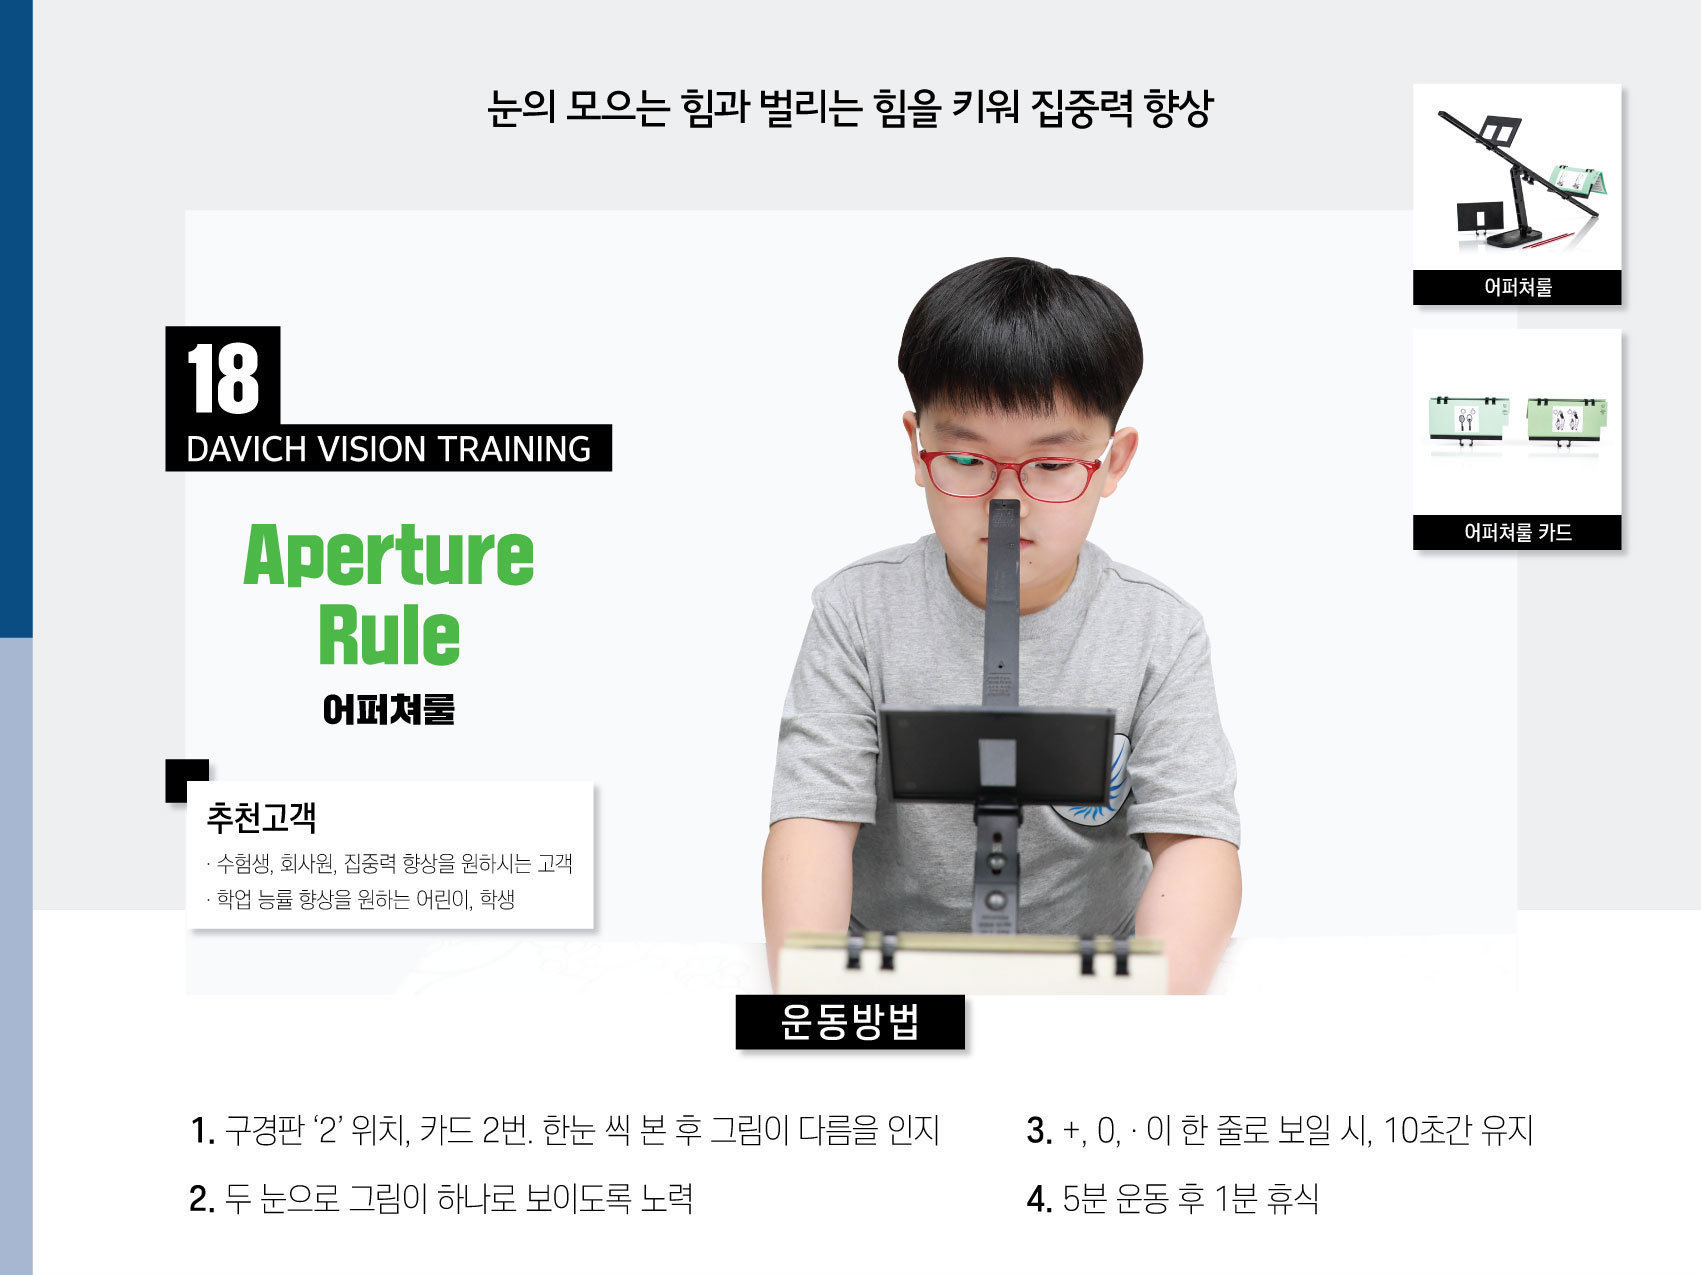 눈의 모으는 힘과 벌리는 힘을 키워 집중력 향상
어퍼쳐룰
어퍼쳐룰 카드
18
DAVICH VISION TRAINING
Aperture
Rule
어퍼쳐룰
추천고객
· 수험생, 회사원, 집중력 향상을 원하시는 고객
· 학업 능률 향상을 원하는 어린이, 학생
운동방법
1. 구경판 ‘2’ 위치, 카드 2번. 한눈 씩 본 후 그림이 다름을 인지
2. 두 눈으로 그림이 하나로 보이도록 노력
3. +, 0, · 이 한 줄로 보일 시, 10초간 유지
4. 5분 운동 후 1분 휴식